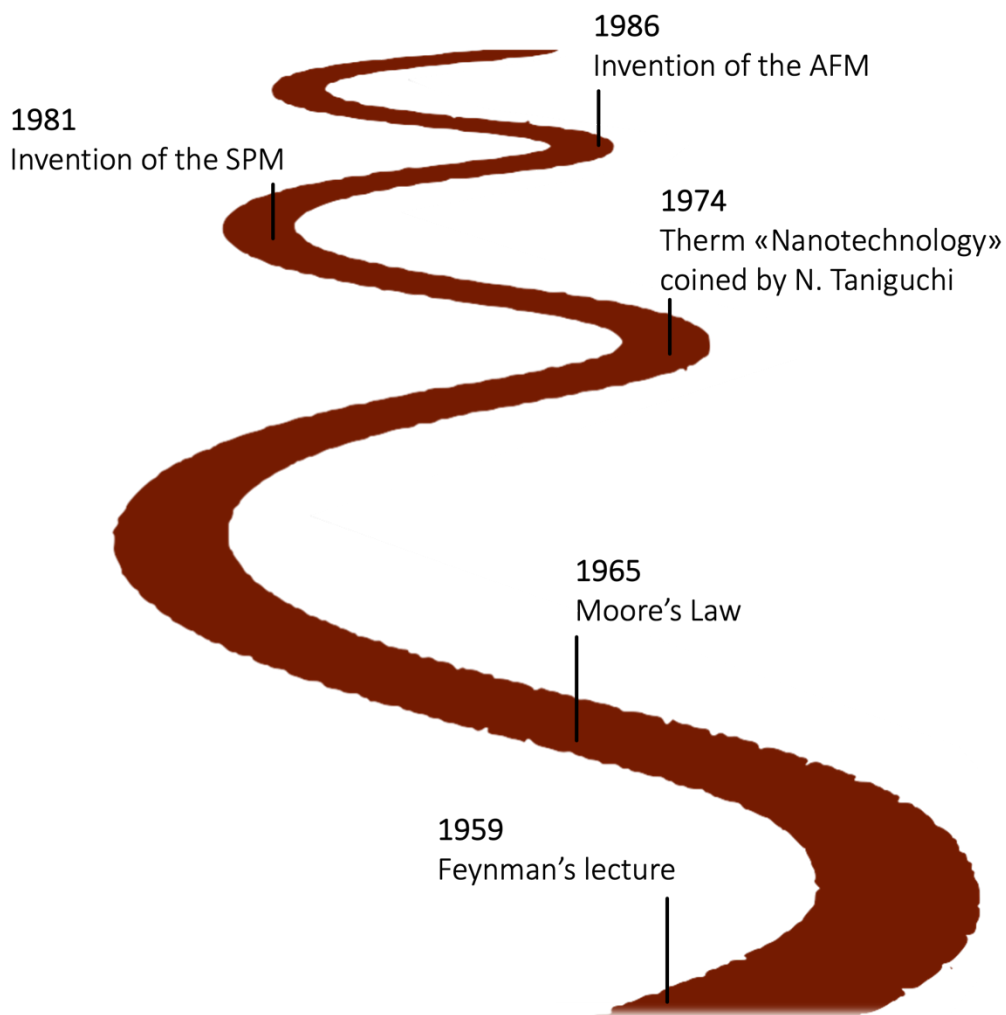 1986
Invention of the AFM
1981
Invention of the SPM
1974
Therm «Nanotechnology»
coined by N. Taniguchi
1965
Moore’s Law
1959
Feynman’s lecture